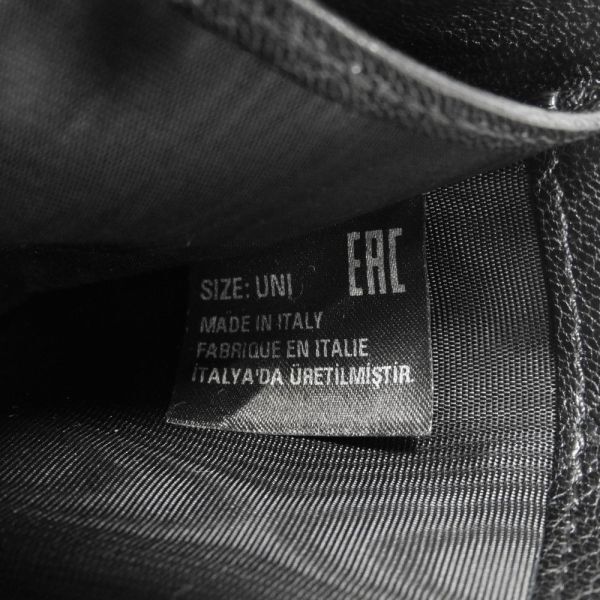 EAC
SIZE: UNI
MADE IN ITALY
FABRIQUE EN ITALIE
İTALYA'DA ÜRETİLMİŞTİR.